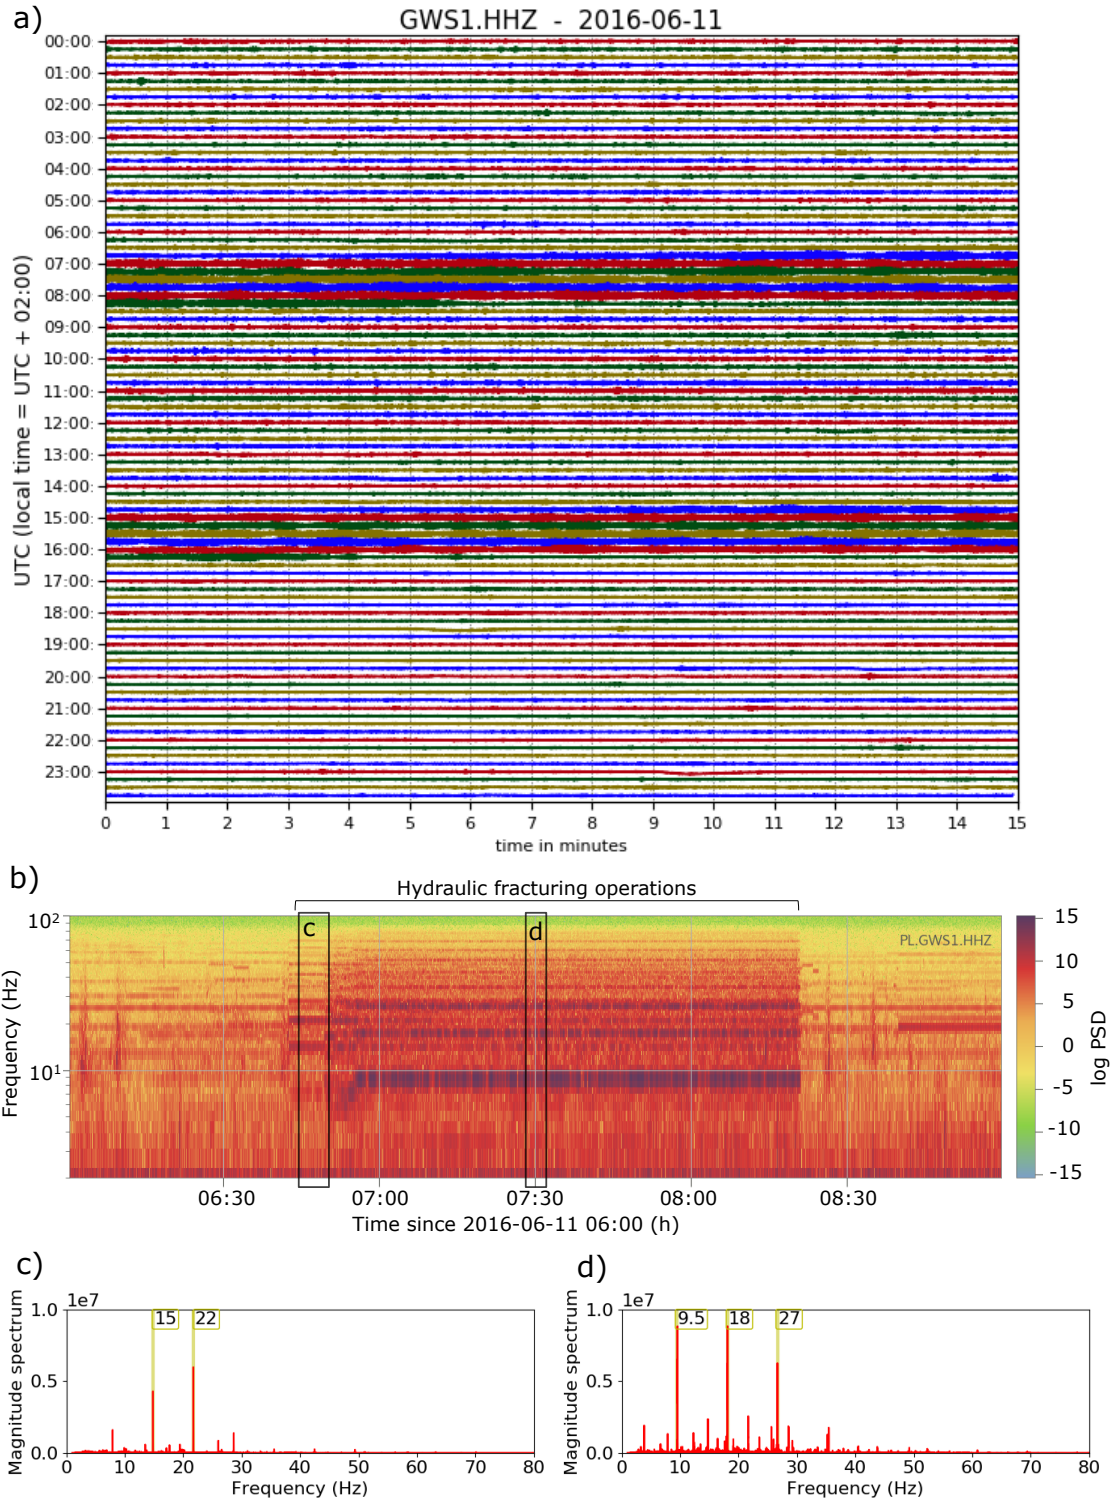 a)
GWS1.HHZ - 2016-06-11
UTC (local time = UTC + 02:00)
00:00
01:00
02:00
03:00
04:00
05:00
06:00
07:00
08:00
09:00
10:00
11:00
12:00
13:00
14:00
15:00
16:00
17:00
18:00
19:00
20:00
21:00
22:00
23:00
0 1 2 3 4 5 6 7 8 9 10 11 12 13 14 15
time in minutes
b)
Hydraulic fracturing operations
c
d
PL.GWS1.HHZ
Frequency (Hz)
10²
10¹
06:30 07:00 07:30 08:00 08:30
Time since 2016-06-11 06:00 (h)
15
10
5
0
-5
-10
-15
log PSD
c)
1e7
Magnitude spectrum
1.0
0.5
0.0
15 22
0 10 20 30 40 50 60 70 80
Frequency (Hz)
d)
1e7
Magnitude spectrum
1.0
0.5
0.0
9.5 18 27
0 10 20 30 40 50 60 70 80
Frequency (Hz)